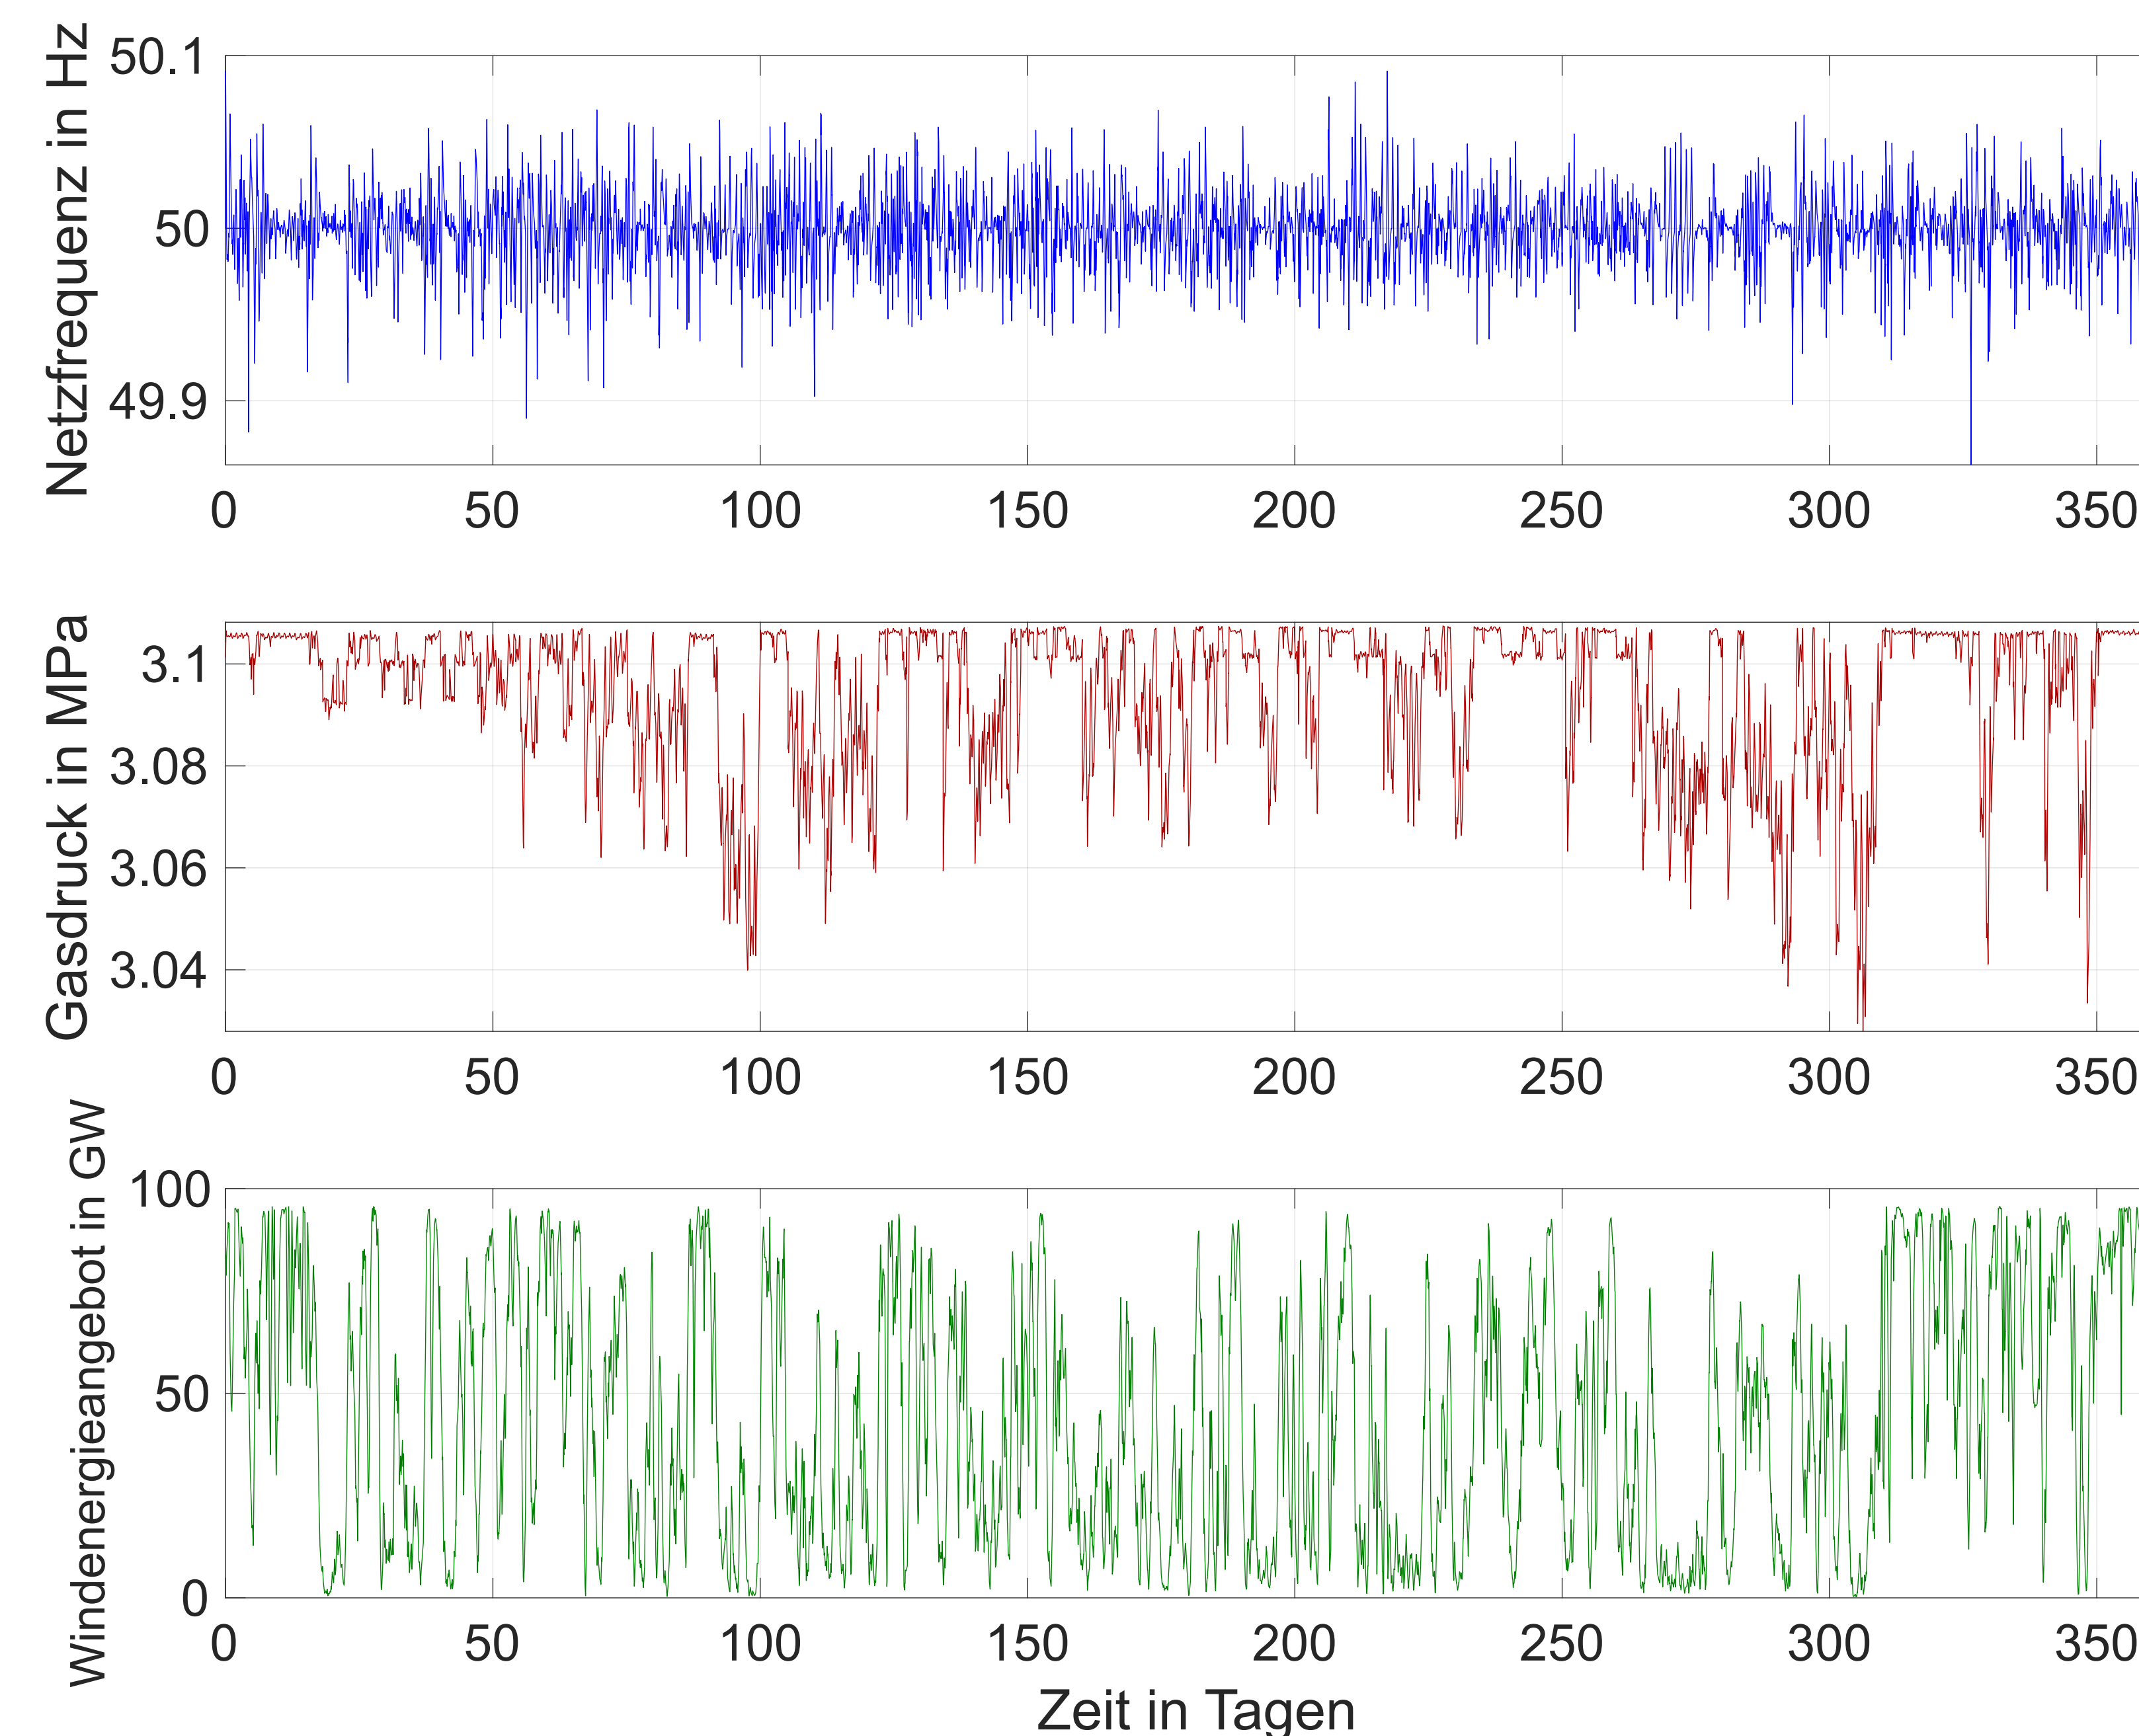 Netzfrequenz in Hz
50.1
50
49.9
0 50 100 150 200 250 300 350
Gasdruck in MPa
3.1
3.08
3.06
3.04
0 50 100 150 200 250 300 350
Windenergieangebot in GW
100
50
0
0 50 100 150 200 250 300 350
Zeit in Tagen